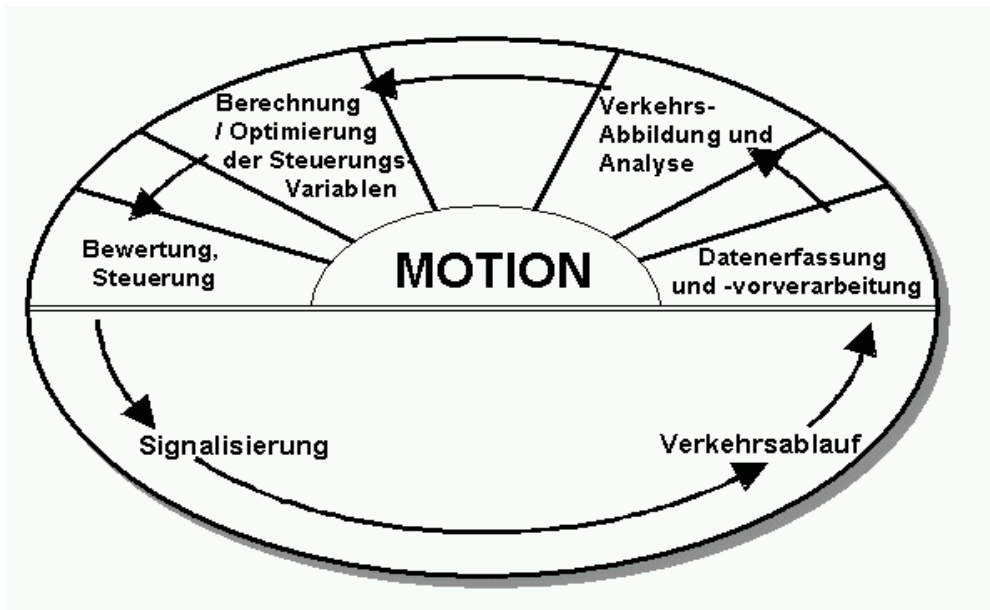 Berechnung
/ Optimierung
der Steuerungs-
Variablen
Verkehrs-
Abbildung und
Analyse
Bewertung,
Steuerung
MOTION
Datenerfassung
und -vorverarbeitung
Signalisierung
Verkehrsablauf